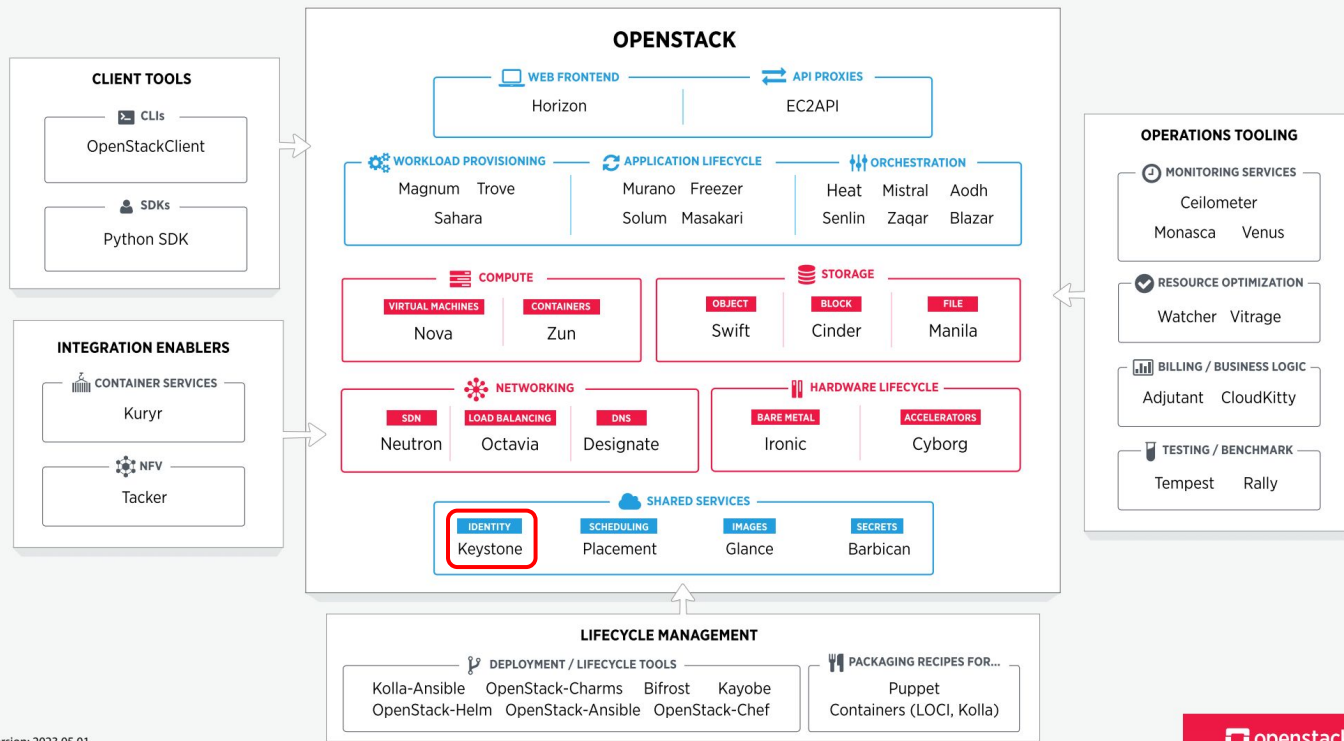 OPENSTACK
WEB FRONTEND
API PROXIES
Horizon
EC2API
WORKLOAD PROVISIONING
APPLICATION LIFECYCLE
ORCHESTRATION
Magnum Trove
Sahara
Murano Freezer
Solum Masakari
Heat Mistral Aodh
Senlin Zaqar Blazar
COMPUTE
VIRTUAL MACHINES
Nova
CONTAINERS
Zun
STORAGE
OBJECT
Swift
BLOCK
Cinder
FILE
Manila
NETWORKING
SDN
Neutron
LOAD BALANCING
Octavia
DNS
Designate
HARDWARE LIFECYCLE
BARE METAL
Ironic
ACCELERATORS
Cyborg
SHARED SERVICES
IDENTITY
Keystone
SCHEDULING
Placement
IMAGES
Glance
SECRETS
Barbican
CLIENT TOOLS
CLIs
OpenStackClient
SDKs
Python SDK
INTEGRATION ENABLERS
CONTAINER SERVICES
Kuryr
NFV
Tacker
OPERATIONS TOOLING
MONITORING SERVICES
Ceilometer
Monasca Venus
RESOURCE OPTIMIZATION
Watcher Vitrage
BILLING / BUSINESS LOGIC
Adjutant CloudKitty
TESTING / BENCHMARK
Tempest Rally
LIFECYCLE MANAGEMENT
DEPLOYMENT / LIFECYCLE TOOLS
Kolla-Ansible OpenStack-Charms Bifrost Kayobe
OpenStack-Helm OpenStack-Ansible OpenStack-Chef
PACKAGING RECIPES FOR...
Puppet
Containers (LOCI, Kolla)
openstac